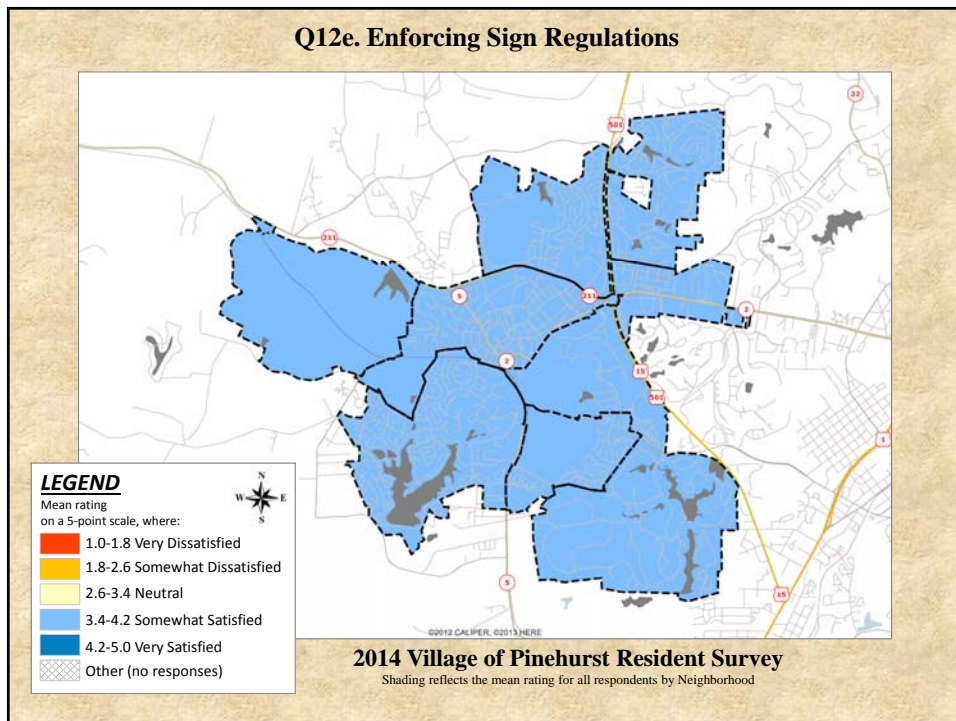 Q12e. Enforcing Sign Regulations
22
501
211
5
211
2
2
15
501
1
5
15
LEGEND
Mean rating
on a 5-point scale, where:
N
W E
S
1.0-1.8 Very Dissatisfied
1.8-2.6 Somewhat Dissatisfied
2.6-3.4 Neutral
3.4-4.2 Somewhat Satisfied
4.2-5.0 Very Satisfied
Other (no responses)
©2012 CALIPER, ©2013 HERE
2014 Village of Pinehurst Resident Survey
Shading reflects the mean rating for all respondents by Neighborhood